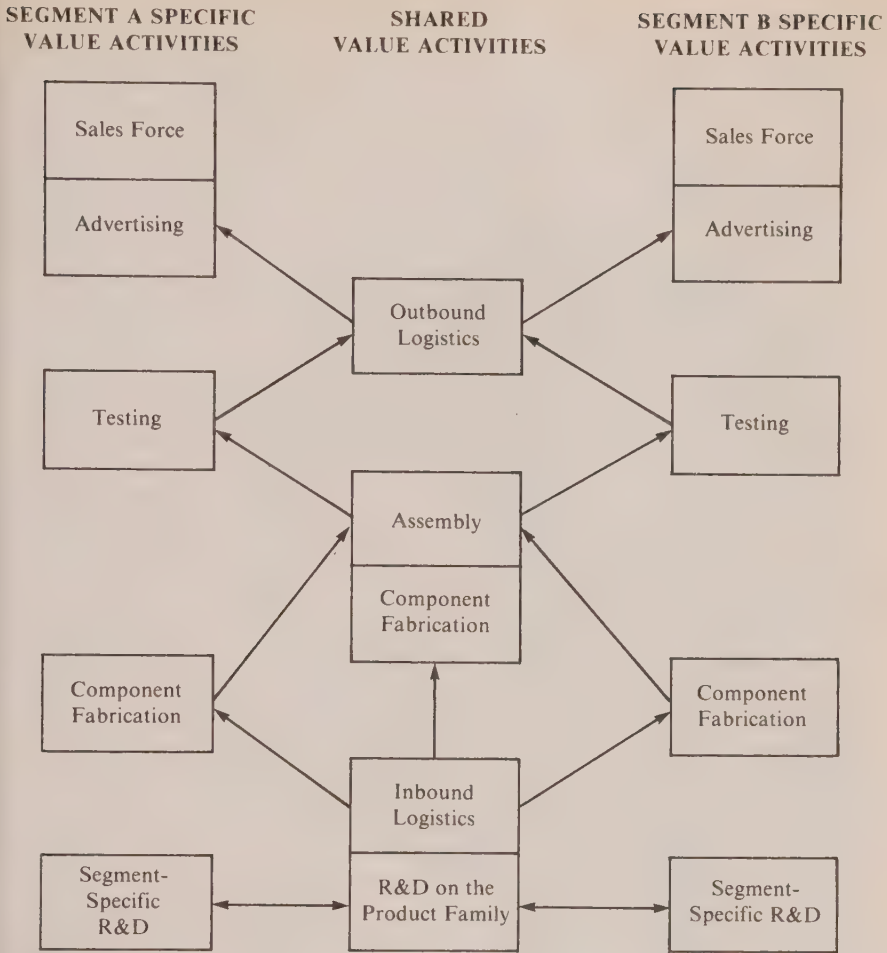 SEGMENT A SPECIFIC
VALUE ACTIVITIES
SHARED
VALUE ACTIVITIES
SEGMENT B SPECIFIC
VALUE ACTIVITIES
Sales Force
Advertising
Sales Force
Advertising
Outbound
Logistics
Testing
Testing
Assembly
Component
Fabrication
Component
Fabrication
Component
Fabrication
Inbound
Logistics
Segment-
Specific
R&D
R&D on the
Product Family
Segment-
Specific R&D